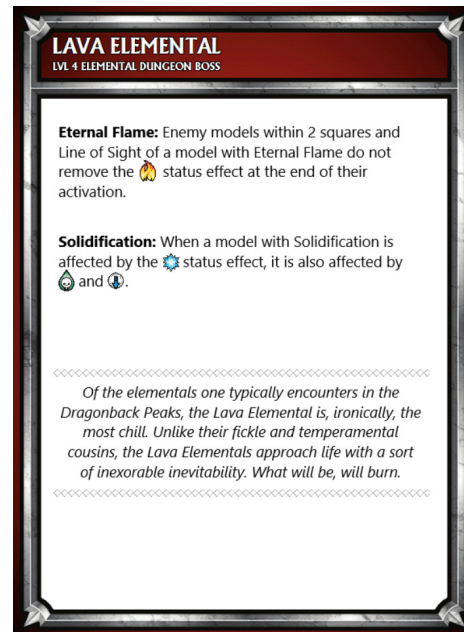 LAVA ELEMENTAL
LVL 4 ELEMENTAL DUNGEON BOSS
Eternal Flame: Enemy models within 2 squares and
Line of Sight of a model with Eternal Flame do not
remove the status effect at the end of their
activation.
Solidification: When a model with Solidification is
affected by the status effect, it is also affected by
and .
Of the elementals one typically encounters in the
Dragonback Peaks, the Lava Elemental is, ironically, the
most chill. Unlike their fickle and temperamental
cousins, the Lava Elementals approach life with a sort
of inexorable inevitability. What will be, will burn.